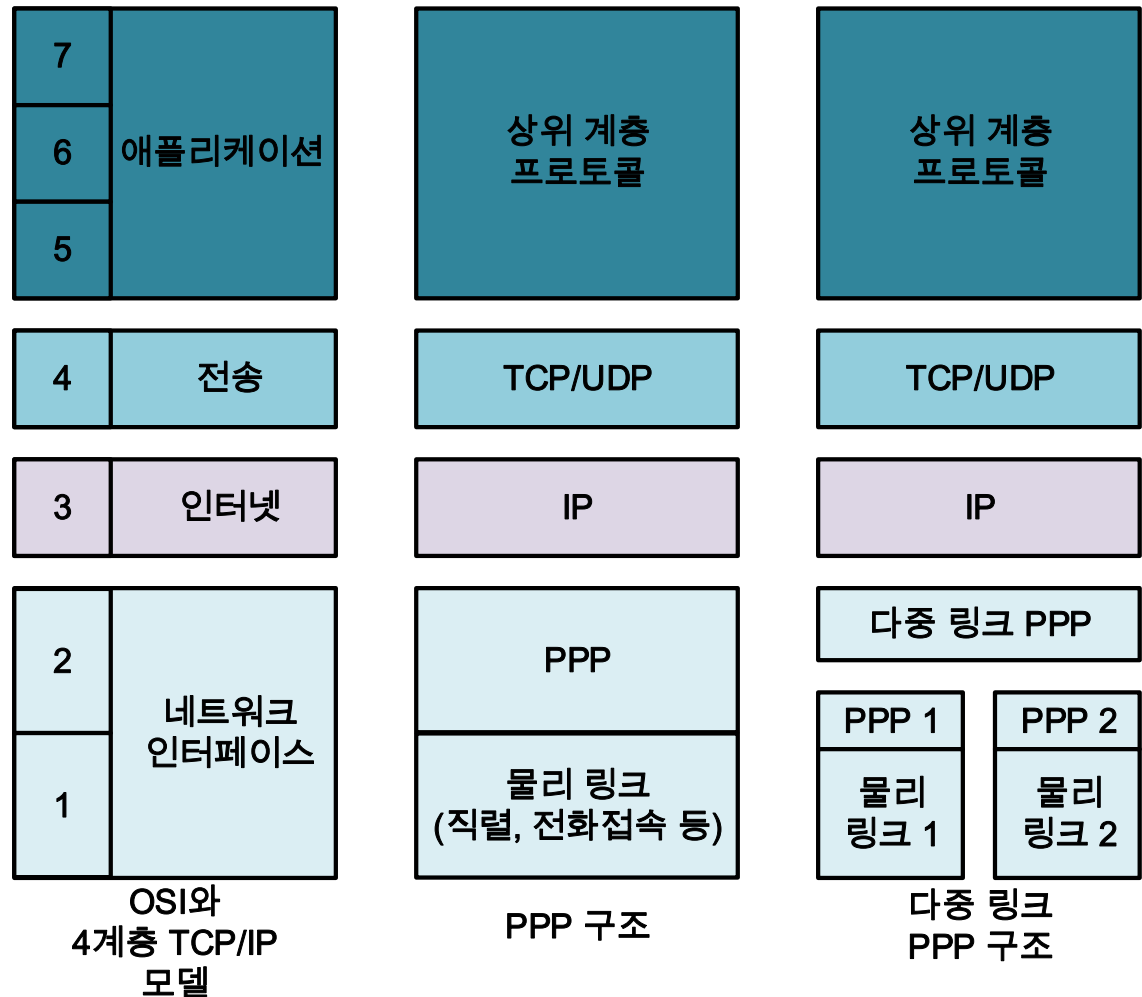 7
6
5
애플리케이션
상위 계층
프로토콜
상위 계층
프로토콜
4
전송
TCP/UDP
TCP/UDP
3
인터넷
IP
IP
2
1
네트워크
인터페이스
PPP
물리 링크
(직렬, 전화접속 등)
다중 링크 PPP
PPP 1
물리
링크 1
PPP 2
물리
링크 2
OSI와
4계층 TCP/IP
모델
PPP 구조
다중 링크
PPP 구조